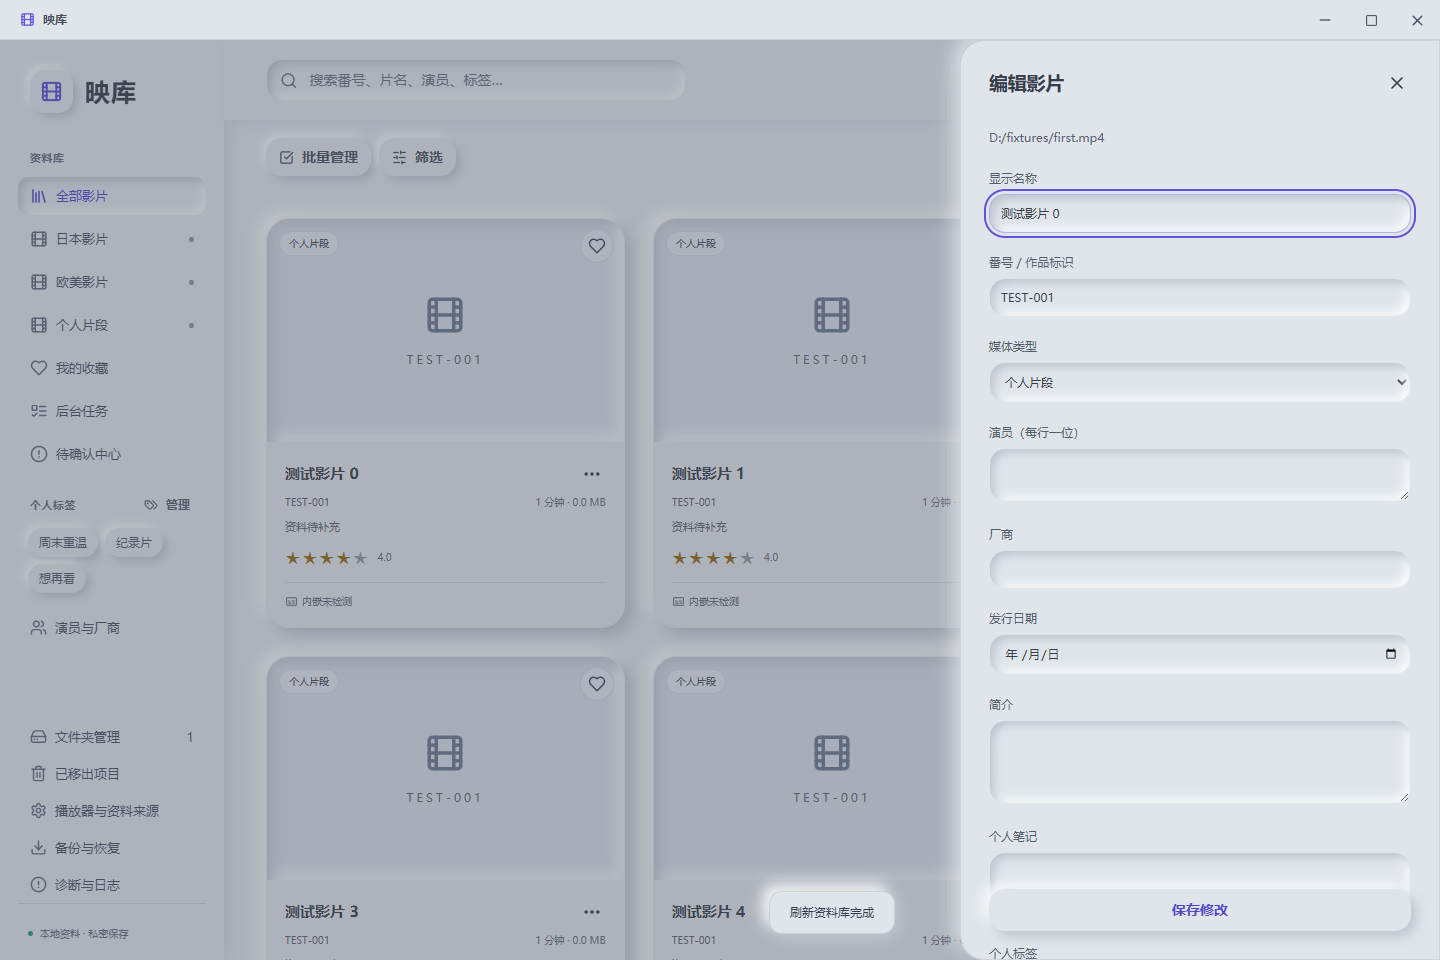 映库
映库
资料库
全部影片
日本影片
欧美影片
个人片段
我的收藏
后台任务
待确认中心
个人标签
管理
周末重温
纪录片
想再看
演员与厂商
文件夹管理
1
已移出项目
播放器与资料来源
备份与恢复
诊断与日志
本地资料 · 私密保存
搜索番号、片名、演员、标签...
批量管理
筛选
个人片段
TEST-001
测试影片 0
TEST-001
1 分钟 · 0.0 MB
资料待补充
4.0
内嵌未检测
个人片段
TEST-001
测试影片 1
TEST-001
1 分钟 ·
资料待补充
4.0
内嵌未检测
个人片段
TEST-001
测试影片 3
TEST-001
1 分钟 · 0.0 MB
个人片段
TEST-001
测试影片 4
TEST-001
1 分钟 ·
刷新资料库完成
编辑影片
D:/fixtures/first.mp4
显示名称
测试影片 0
番号 / 作品标识
TEST-001
媒体类型
个人片段
演员（每行一位）
厂商
发行日期
年 /月/日
简介
个人笔记
保存修改
个人标签